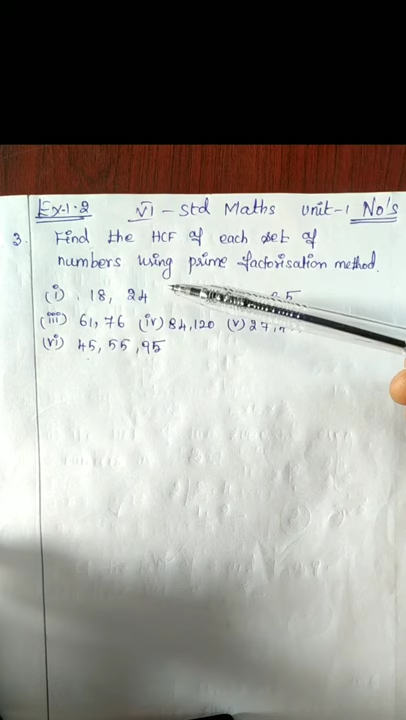 Ex-1.2 VI - Std Maths Unit-1 No's
3. Find the HCF of each set of
numbers using prime factorisation method.
(i) 18, 24
(iii) 61, 76 (iv) 84,120 (v) 27,
(vi) 45, 55, 95